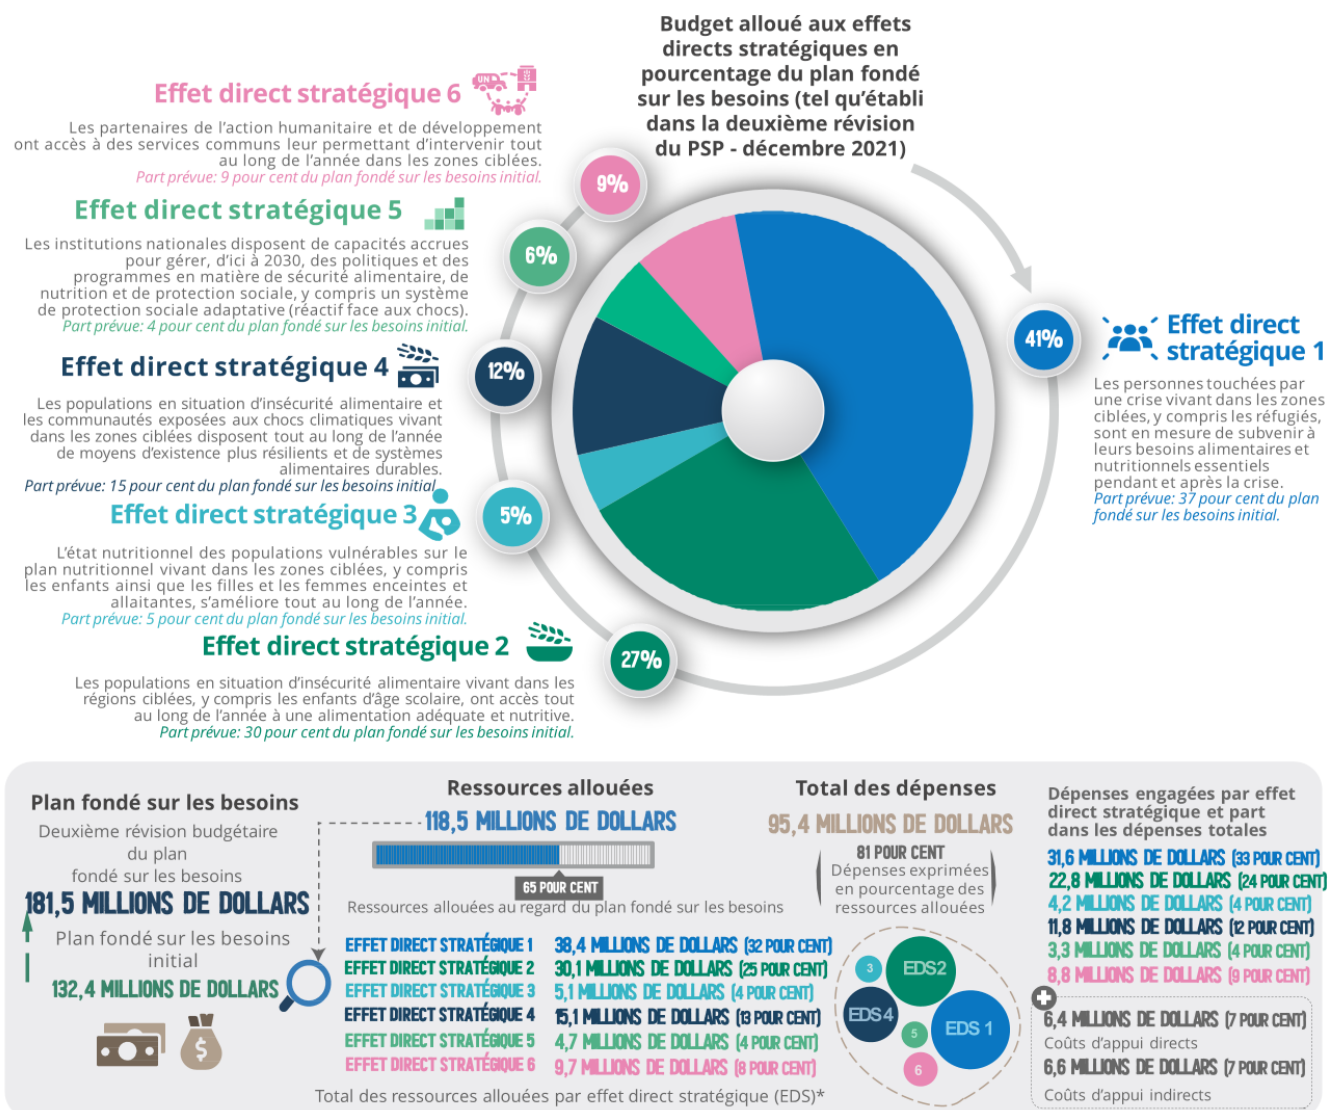 Budget alloué aux effets
directs stratégiques en
pourcentage du plan fondé
sur les besoins (tel qu'établi
dans la deuxième révision
du PSP - décembre 2021)
Effet direct stratégique 6
UN
Les partenaires de l'action humanitaire et de développement
ont accès à des services communs leur permettant d'intervenir tout
au long de l'année dans les zones ciblées.
Part prévue: 9 pour cent du plan fondé sur les besoins initial.
9%
Effet direct stratégique 5
Les institutions nationales disposent de capacités accrues
pour gérer, d'ici à 2030, des politiques et des
programmes en matière de sécurité alimentaire, de
nutrition et de protection sociale, y compris un système
de protection sociale adaptative (réactif face aux chocs).
Part prévue: 4 pour cent du plan fondé sur les besoins initial.
6%
Effet direct stratégique 4
Les populations en situation d'insécurité alimentaire et
les communautés exposées aux chocs climatiques vivant
dans les zones ciblées disposent tout au long de l'année
de moyens d'existence plus résilients et de systèmes
alimentaires durables.
Part prévue: 15 pour cent du plan fondé sur les besoins initial
12%
Effet direct stratégique 3
L'état nutritionnel des populations vulnérables sur le
plan nutritionnel vivant dans les zones ciblées, y compris
les enfants ainsi que les filles et les femmes enceintes et
allaitantes, s'améliore tout au long de l'année.
Part prévue: 5 pour cent du plan fondé sur les besoins initial.
5%
Effet direct stratégique 2
Les populations en situation d'insécurité alimentaire vivant dans les
régions ciblées, y compris les enfants d'âge scolaire, ont accès tout
au long de l'année à une alimentation adéquate et nutritive.
Part prévue: 30 pour cent du plan fondé sur les besoins initial.
27%
41%
Effet direct
stratégique 1
Les personnes touchées par
une crise vivant dans les zones
ciblées, y compris les réfugiés,
sont en mesure de subvenir à
leurs besoins alimentaires et
nutritionnels essentiels
pendant et après la crise.
Part prévue: 37 pour cent du plan
fondé sur les besoins initial.
Plan fondé sur les besoins
Deuxième révision budgétaire
du plan
fondé sur les besoins
181,5 MILLIONS DE DOLLARS
Plan fondé sur les besoins
initial
132,4 MILLIONS DE DOLLARS
$
Ressources allouées
118,5 MILLIONS DE DOLLARS
65 POUR CENT
Ressources allouées au regard du plan fondé sur les besoins
EFFET DIRECT STRATÉGIQUE 1 38,4 MILLIONS DE DOLLARS (32 POUR CENT)
EFFET DIRECT STRATÉGIQUE 2 30,1 MILLIONS DE DOLLARS (25 POUR CENT)
EFFET DIRECT STRATÉGIQUE 3 5,1 MILLIONS DE DOLLARS (4 POUR CENT)
EFFET DIRECT STRATÉGIQUE 4 15,1 MILLIONS DE DOLLARS (13 POUR CENT)
EFFET DIRECT STRATÉGIQUE 5 4,7 MILLIONS DE DOLLARS (4 POUR CENT)
EFFET DIRECT STRATÉGIQUE 6 9,7 MILLIONS DE DOLLARS (8 POUR CENT)
Total des ressources allouées par effet direct stratégique (EDS)*
Total des dépenses
95,4 MILLIONS DE DOLLARS
81 POUR CENT
Dépenses exprimées
en pourcentage des
ressources allouées
3
EDS2
EDS 4
5
EDS 1
6
Dépenses engagées par effet
direct stratégique et part
dans les dépenses totales
31,6 MILLIONS DE DOLLARS (33 POUR CENT)
22,8 MILLIONS DE DOLLARS (24 POUR CENT)
4,2 MILLIONS DE DOLLARS (4 POUR CENT)
11,8 MILLIONS DE DOLLARS (12 POUR CENT)
3,3 MILLIONS DE DOLLARS (4 POUR CENT)
8,8 MILLIONS DE DOLLARS (9 POUR CENT)
6,4 MILLIONS DE DOLLARS (7 POUR CENT)
Coûts d'appui directs
6,6 MILLIONS DE DOLLARS (7 POUR CENT)
Coûts d'appui indirects